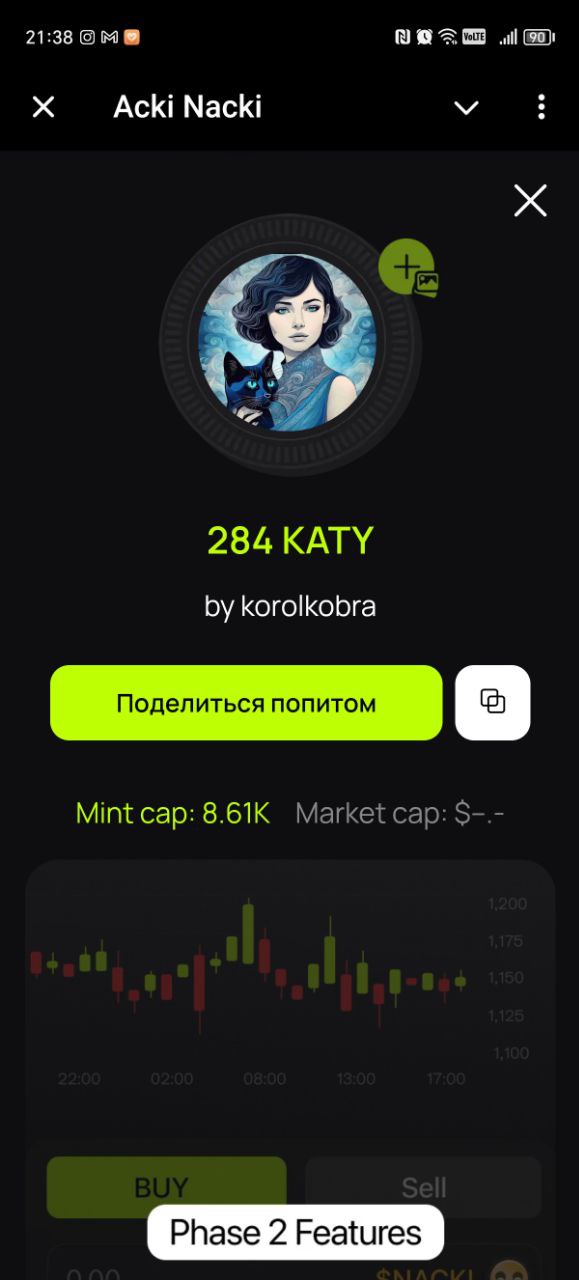 21:38 VoLTE 90
Acki Nacki
284 KATY
by korolkobra
Поделиться попитом
Mint cap: 8.61K Market cap: $–.-
1,200
1,175
1,150
1,125
1,100
22:00 02:00 08:00 13:00 17:00
BUY Sell
Phase 2 Features
0.00 $NACKL